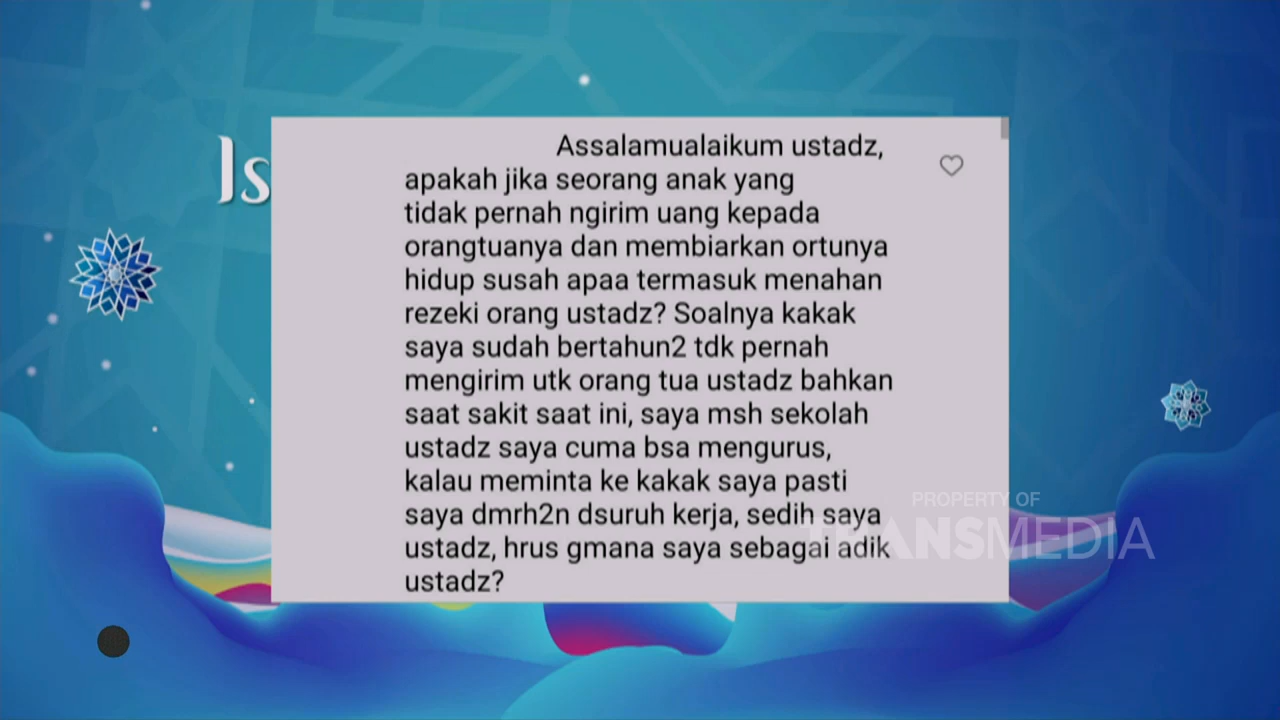 Is
Assalamualaikum ustadz,
apakah jika seorang anak yang
tidak pernah ngirim uang kepada
orangtuanya dan membiarkan ortunya
hidup susah apaa termasuk menahan
rezeki orang ustadz? Soalnya kakak
saya sudah bertahun2 tdk pernah
mengirim utk orang tua ustadz bahkan
saat sakit saat ini, saya msh sekolah
ustadz saya cuma bsa mengurus,
kalau meminta ke kakak saya pasti
saya dmrh2n dsuruh kerja, sedih saya
ustadz, hrus gmana saya sebagai adik
ustadz?
PROPERTY OF
TRANSMEDIA